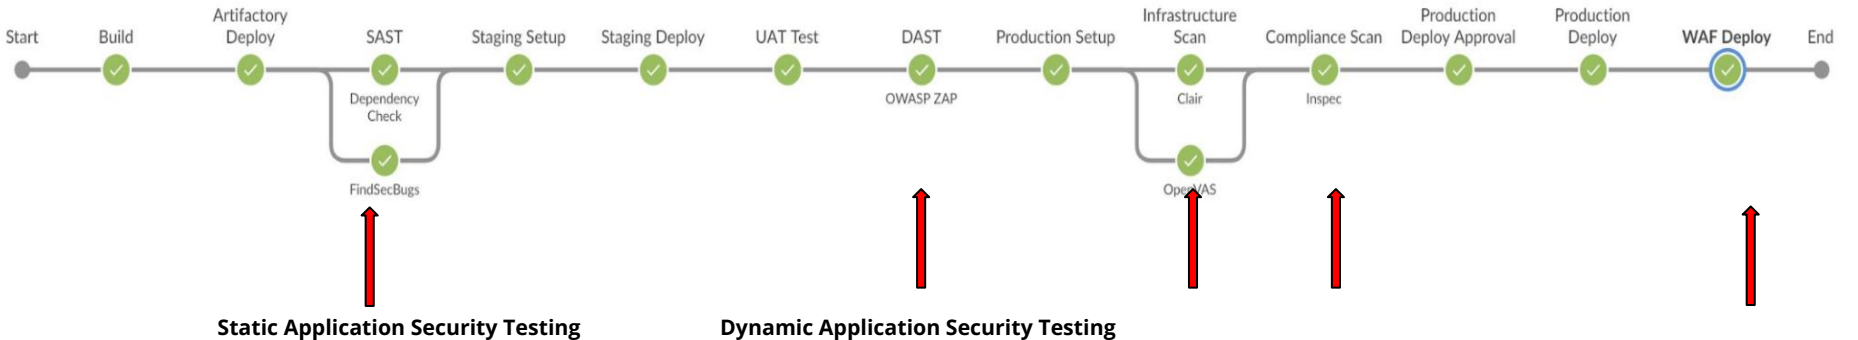 Start
Build
Artifactory
Deploy
SAST
Staging Setup
Staging Deploy
UAT Test
DAST
Production Setup
Infrastructure
Scan
Compliance Scan
Production
Deploy Approval
Production
Deploy
WAF Deploy
End
Dependency
Check
OWASP ZAP
Clair
Inspec
FindSecBugs
OpenVAS
Static Application Security Testing
Dynamic Application Security Testing